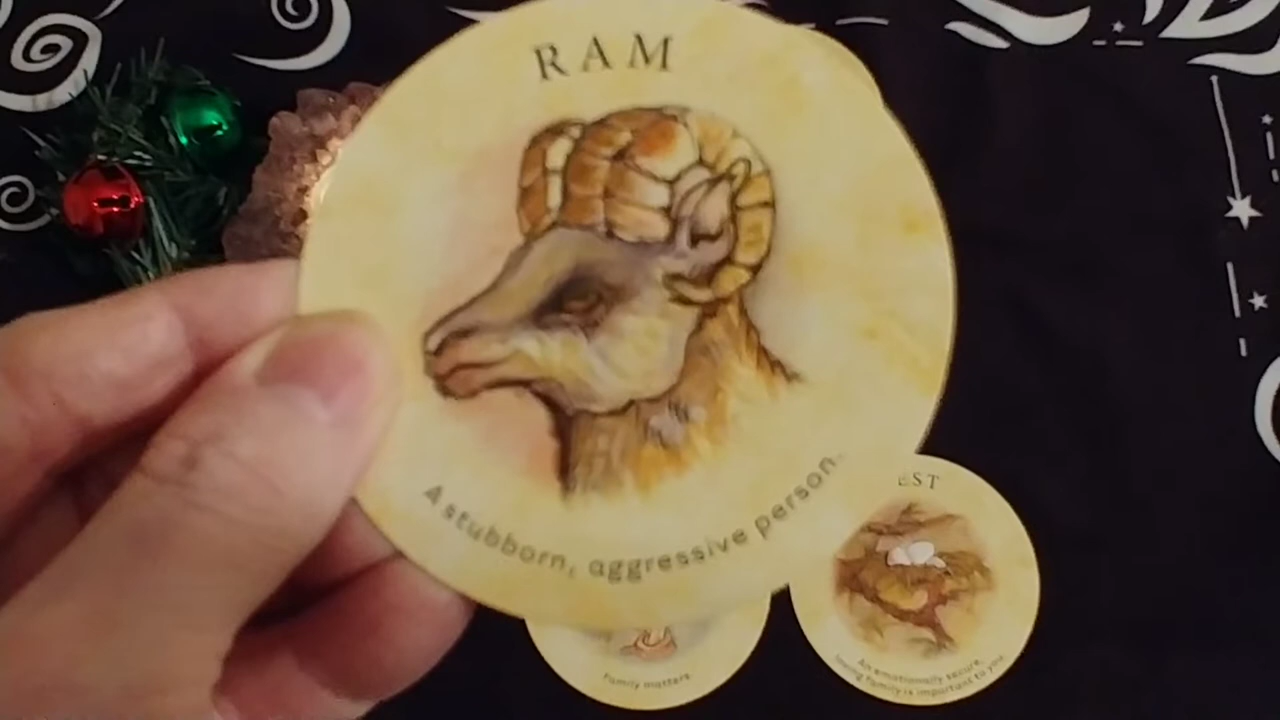 RAM
A stubborn, aggressive person.
EST
Family matters
An emotionally secure,
loving family is important to you.